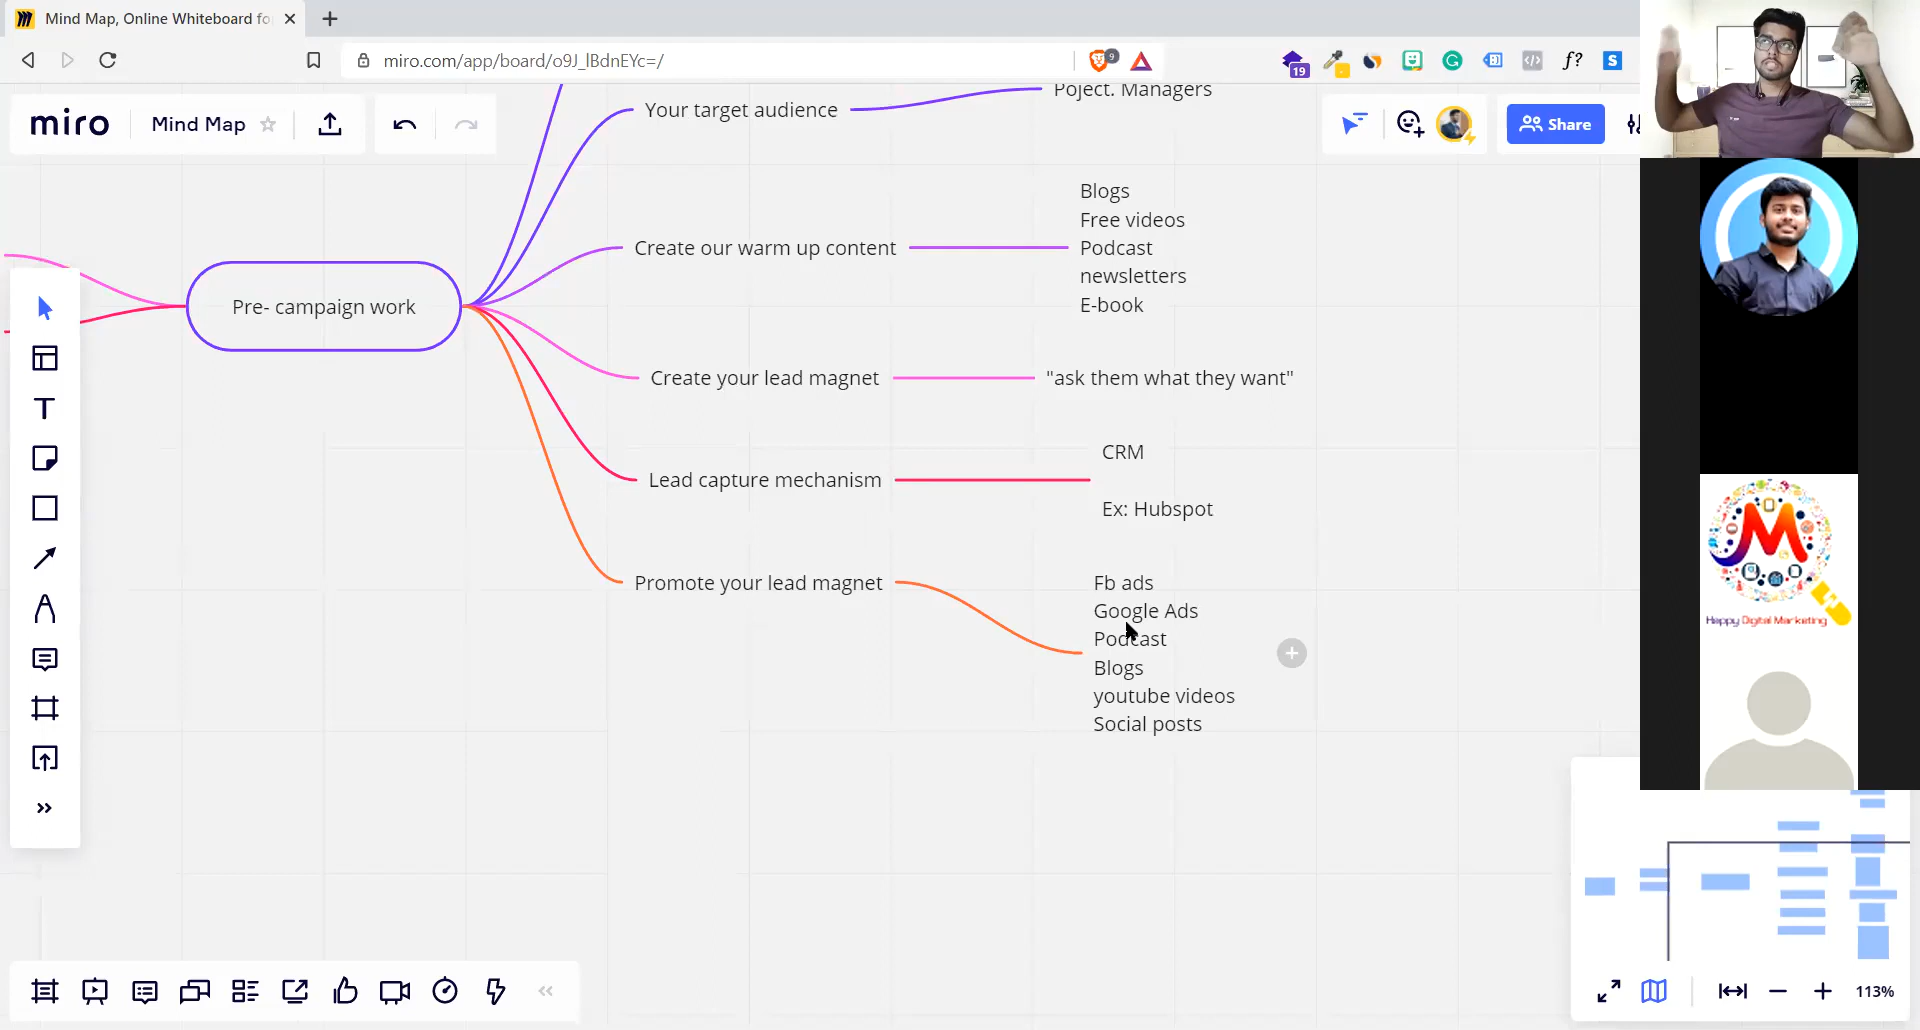 Mind Map, Online Whiteboard fo
miro.com/app/board/o9J_lBdnEYc=/
9
19
f?
S
miro
Mind Map
Share
Your target audience
Poject. Managers
Create our warm up content
Blogs
Free videos
Podcast
newsletters
E-book
Pre- campaign work
Create your lead magnet
"ask them what they want"
Lead capture mechanism
CRM
Ex: Hubspot
Promote your lead magnet
Fb ads
Google Ads
Podcast
Blogs
youtube videos
Social posts
M
Happy Digital Marketing
113%